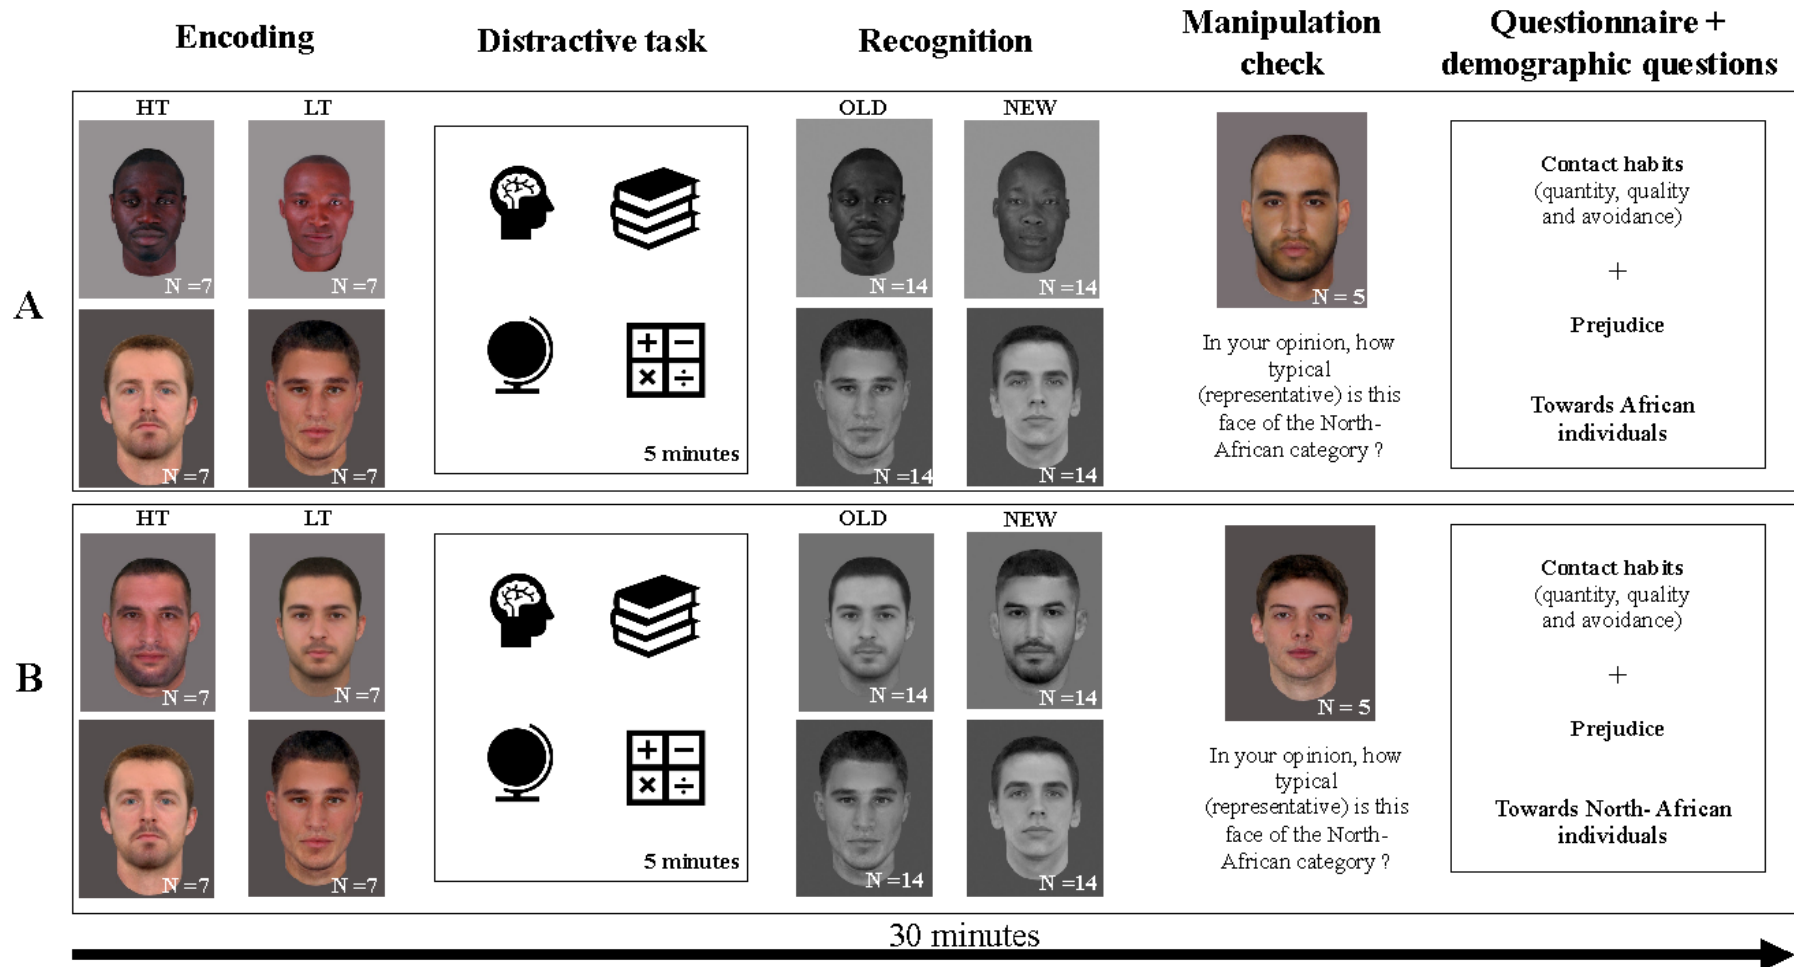 Encoding
Distractive task
Recognition
Manipulation
check
Questionnaire +
demographic questions
A
HT
LT
N =7
N =7
N =7
N =7
5 minutes
OLD
NEW
N =14
N =14
N =14
N =14
N = 5
In your opinion, how
typical
(representative) is this
face of the North-
African category ?
Contact habits
(quantity, quality
and avoidance)
+
Prejudice
Towards African
individuals
B
HT
LT
N =7
N =7
N =7
N =7
5 minutes
OLD
NEW
N =14
N =14
N =14
N =14
N = 5
In your opinion, how
typical
(representative) is this
face of the North-
African category ?
Contact habits
(quantity, quality
and avoidance)
+
Prejudice
Towards North- African
individuals
30 minutes